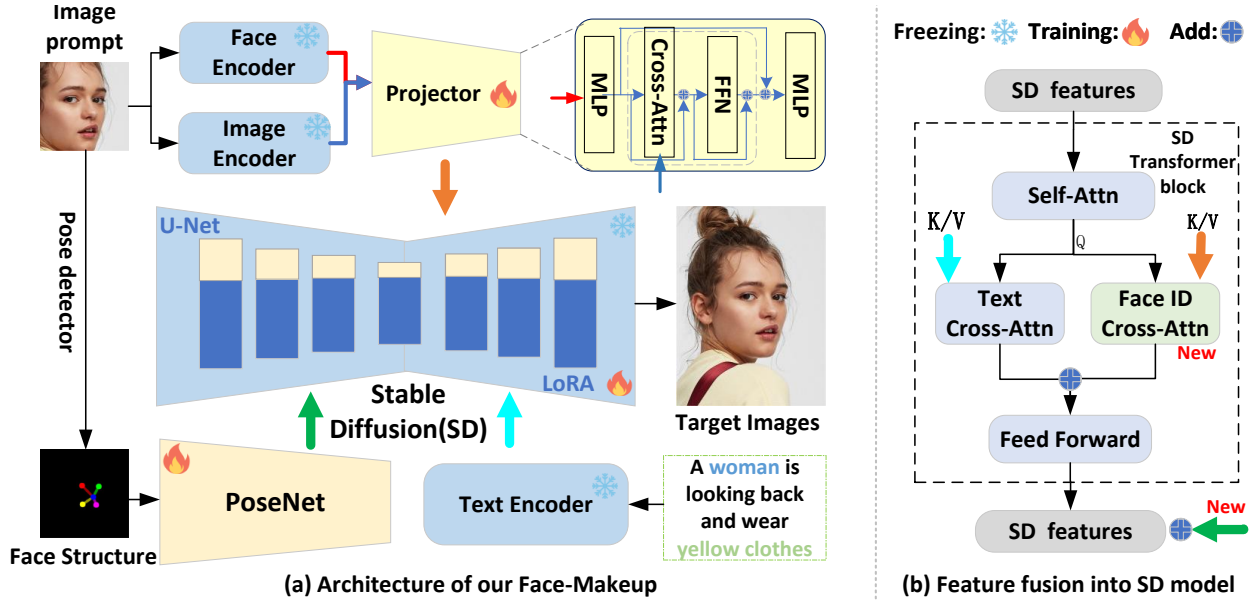 Image
prompt
Face
Encoder
Image
Encoder
Projector
MLP
Cross-Attn
FFN
MLP
Pose detector
U-Net
LoRA
Stable
Diffusion(SD)
Target Images
Face Structure
PoseNet
Text Encoder
A woman is
looking back
and wear
yellow clothes
(a) Architecture of our Face-Makeup
Freezing: Training: Add:
SD features
SD
Transformer
block
Self-Attn
K/V
Q
K/V
Text
Cross-Attn
Face ID
Cross-Attn
New
Feed Forward
SD features
New
(b) Feature fusion into SD model